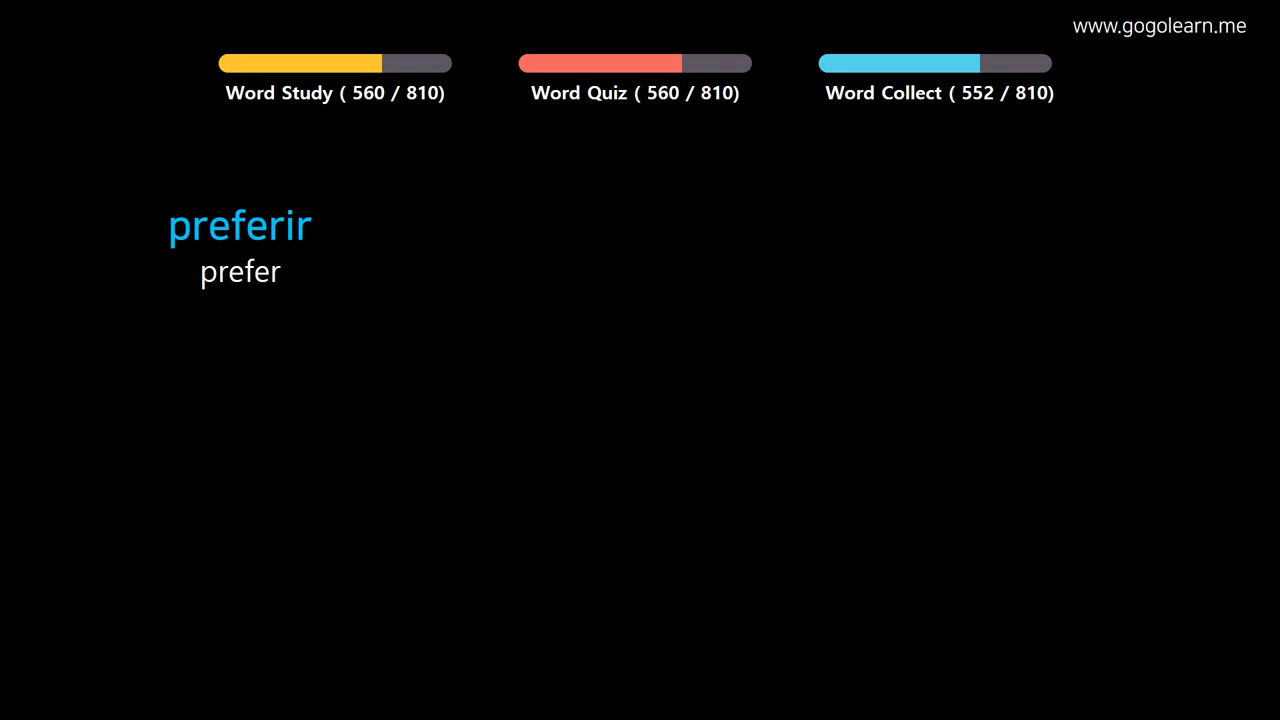 www.gogolearn.me
Word Study ( 560 / 810)
Word Quiz ( 560 / 810)
Word Collect ( 552 / 810)
preferir
prefer